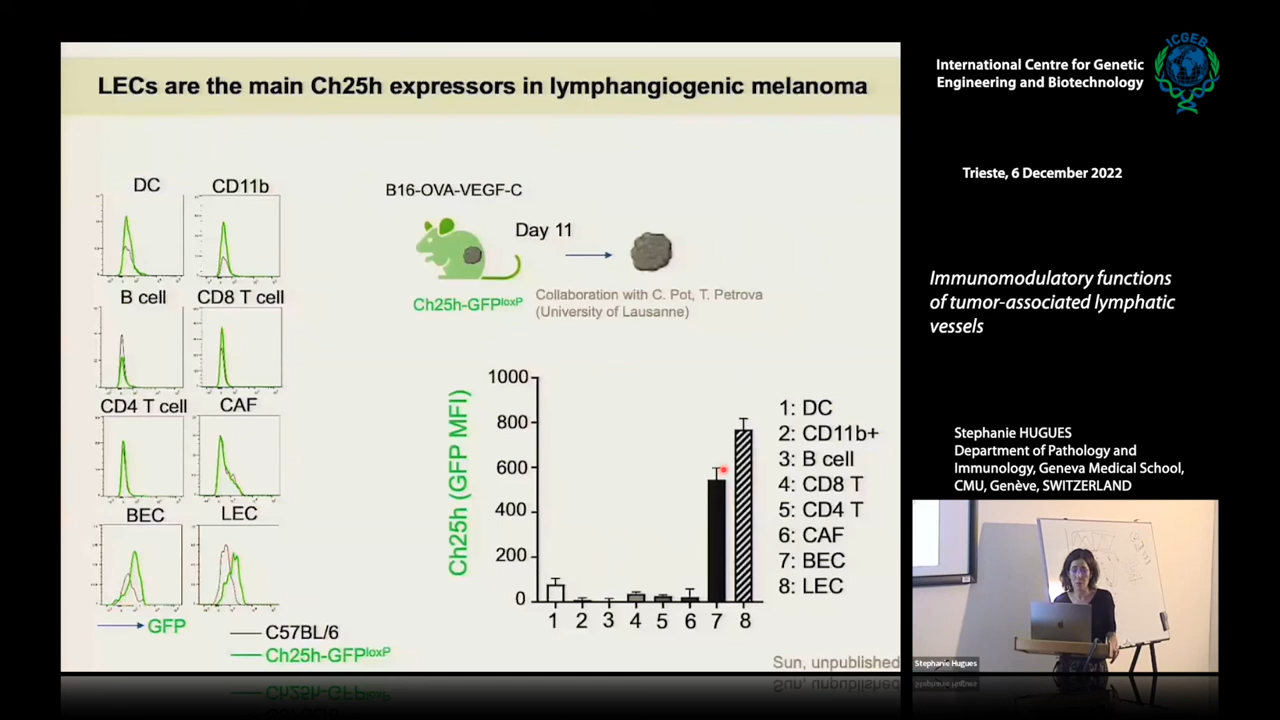 LECs are the main Ch25h expressors in lymphangiogenic melanoma
DC
CD11b
B cell
CD8 T cell
CD4 T cell
CAF
BEC
LEC
GFP
C57BL/6
Ch25h-GFPloxP
B16-OVA-VEGF-C
Day 11
Ch25h-GFPloxP
Collaboration with C. Pot, T. Petrova
(University of Lausanne)
Ch25h (GFP MFI)
1000
800
600
400
200
0
1 2 3 4 5 6 7 8
1: DC
2: CD11b+
3: B cell
4: CD8 T
5: CD4 T
6: CAF
7: BEC
8: LEC
Sun, unpublished
International Centre for Genetic
Engineering and Biotechnology
ICGEB
Trieste, 6 December 2022
Immunomodulatory functions
of tumor-associated lymphatic
vessels
Stephanie HUGUES
Department of Pathology and
Immunology, Geneva Medical School,
CMU, Genève, SWITZERLAND
Stephanie Hugues